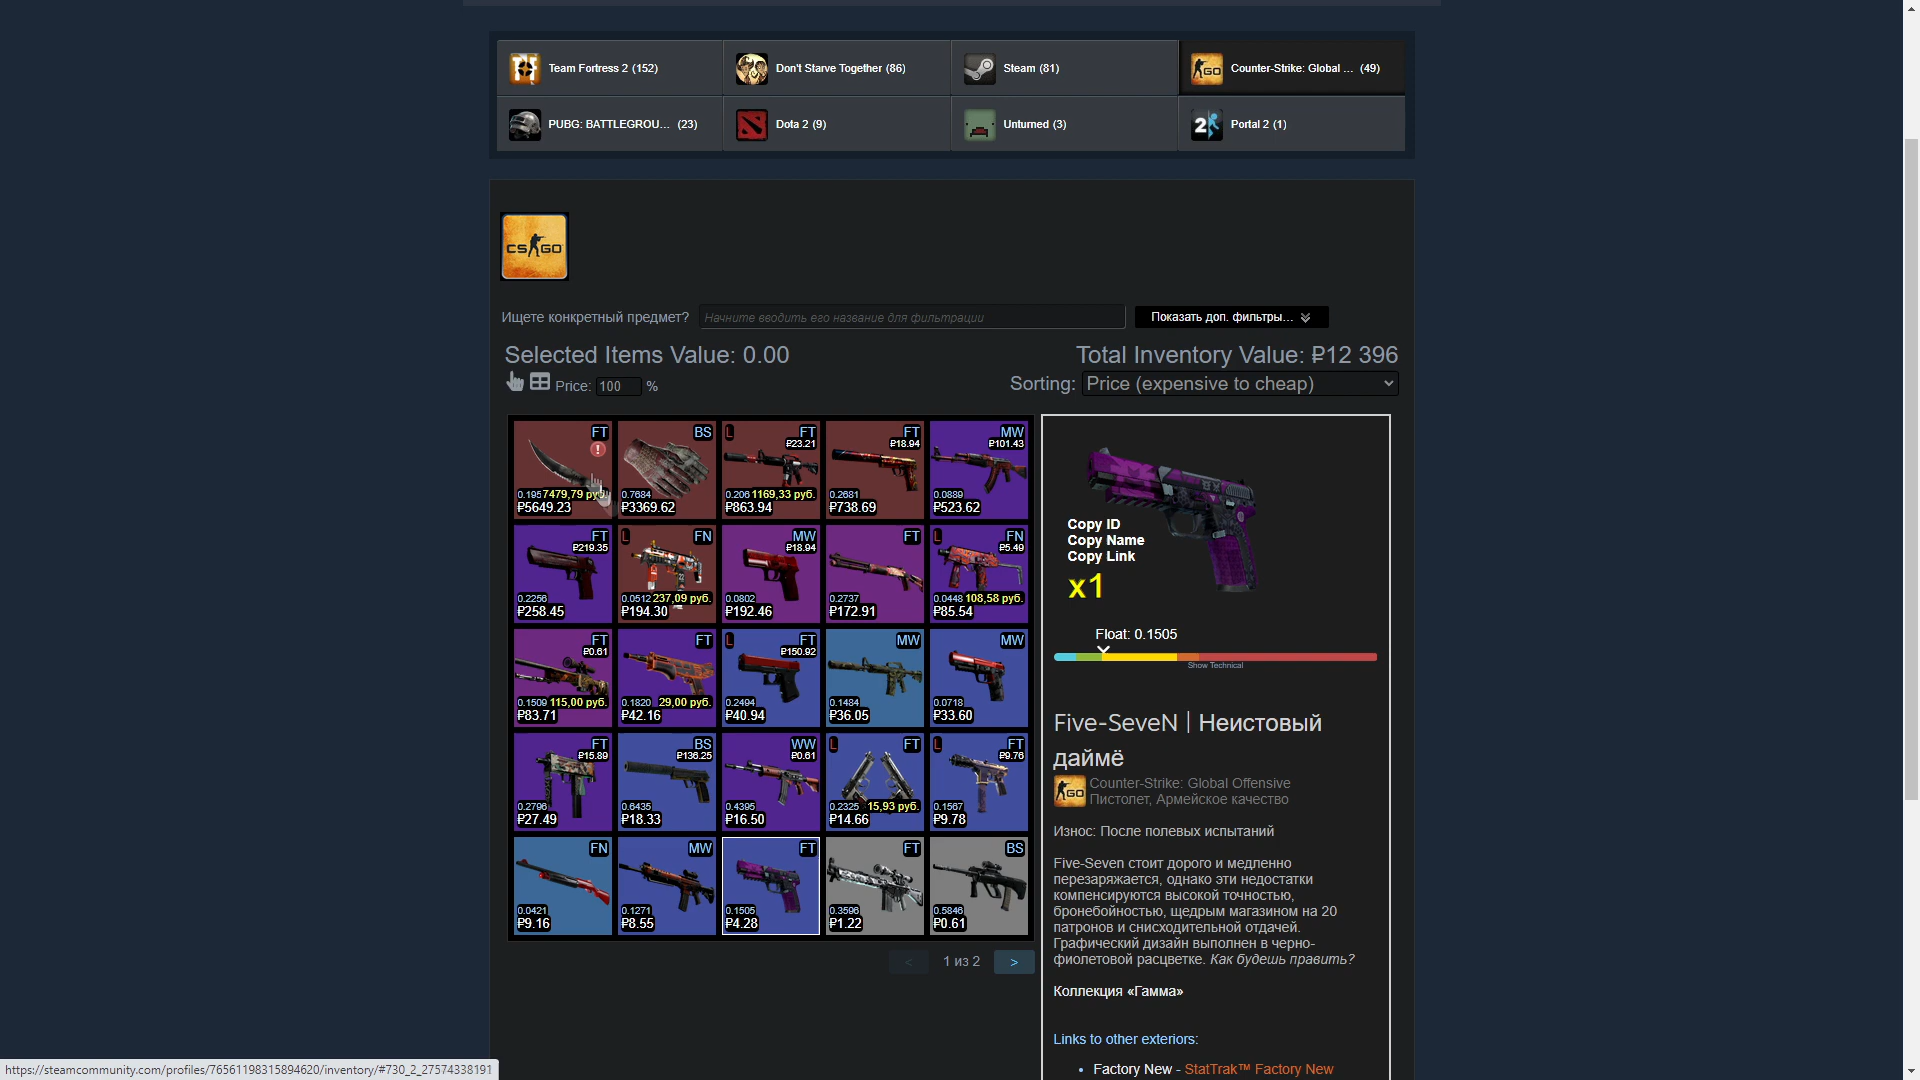 Team Fortress 2 (152)
Don't Starve Together (86)
Steam (81)
Counter-Strike: Global ... (49)
PUBG: BATTLEGROU... (23)
Dota 2 (9)
Unturned (3)
Portal 2 (1)
CS GO
Ищете конкретный предмет?
Начните вводить его название для фильтрации
Показать доп. фильтры...
Selected Items Value: 0.00
Total Inventory Value: ₽12 396
Price: 100 %
Sorting: Price (expensive to cheap)
FT
0.195 7479,79 руб.
₽5649.23
BS
0.7684
₽3369.62
L FT
₽23.21
0.206 1169,33 руб.
₽863.94
FT
₽18.94
0.2681
₽738.69
MW
₽101.43
0.0889
₽523.62
FT
₽219.35
0.2256
₽258.45
L FN
0.0512 237,09 руб.
₽194.30
MW
₽18.94
0.0802
₽192.46
FT
0.2737
₽172.91
L FN
₽5.49
0.0448 108,58 руб.
₽85.54
FT
₽0.61
0.1509 115,00 руб.
₽83.71
FT
0.1820 29,00 руб.
₽42.16
L FT
₽150.92
0.2494
₽40.94
MW
0.1484
₽36.05
MW
0.0718
₽33.60
FT
₽15.89
0.2796
₽27.49
BS
₽136.25
0.6435
₽18.33
WW
₽0.61
0.4395
₽16.50
L FT
0.2325 15,93 руб.
₽14.66
L FT
₽9.76
0.1567
₽9.78
FN
0.0421
₽9.16
MW
0.1271
₽8.55
FT
0.1505
₽4.28
FT
0.3596
₽1.22
BS
0.5846
₽0.61
< 1 из 2 >
Copy ID
Copy Name
Copy Link
x1
Float: 0.1505
Show Technical
Five-SeveN | Неистовый
даймё
Counter-Strike: Global Offensive
Пистолет, Армейское качество
Износ: После полевых испытаний
Five-Seven стоит дорого и медленно
перезаряжается, однако эти недостатки
компенсируются высокой точностью,
бронебойностью, щедрым магазином на 20
патронов и снисходительной отдачей.
Графический дизайн выполнен в черно-
фиолетовой расцветке. Как будешь править?
Коллекция «Гамма»
Links to other exteriors:
• Factory New - StatTrak™ Factory New
https://steamcommunity.com/profiles/76561198315894620/inventory/#730_2_27574338191